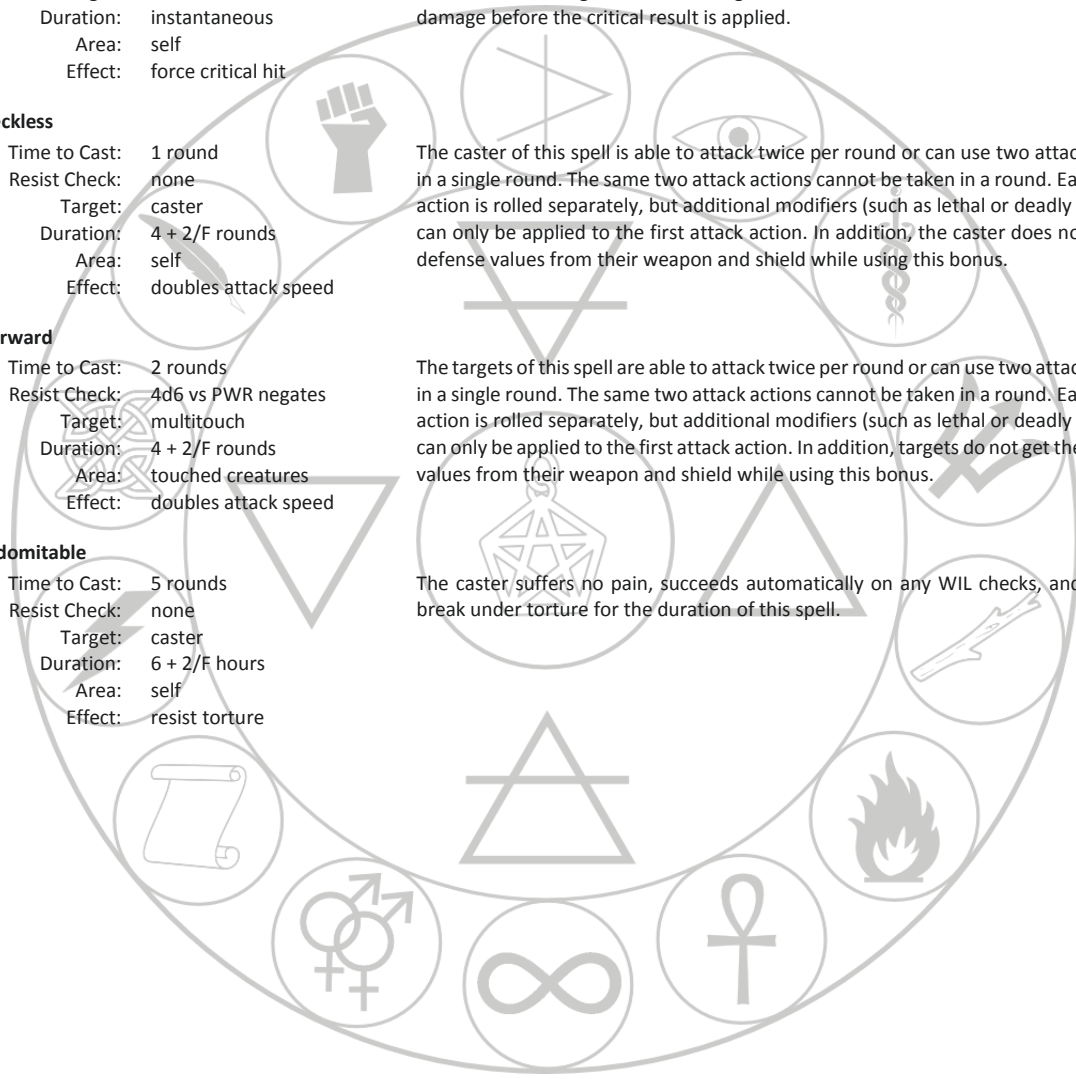 Duration: instantaneous
Area: self
Effect: force critical hit
damage before the critical result is applied.
eckless
Time to Cast: 1 round
Resist Check: none
Target: caster
Duration: 4 + 2/F rounds
Area: self
Effect: doubles attack speed
The caster of this spell is able to attack twice per round or can use two attac
in a single round. The same two attack actions cannot be taken in a round. Ea
action is rolled separately, but additional modifiers (such as lethal or deadly
can only be applied to the first attack action. In addition, the caster does no
defense values from their weapon and shield while using this bonus.
rward
Time to Cast: 2 rounds
Resist Check: 4d6 vs PWR negates
Target: multitouch
Duration: 4 + 2/F rounds
Area: touched creatures
Effect: doubles attack speed
The targets of this spell are able to attack twice per round or can use two attac
in a single round. The same two attack actions cannot be taken in a round. Ea
action is rolled separately, but additional modifiers (such as lethal or deadly
can only be applied to the first attack action. In addition, targets do not get the
values from their weapon and shield while using this bonus.
domitable
Time to Cast: 5 rounds
Resist Check: none
Target: caster
Duration: 6 + 2/F hours
Area: self
Effect: resist torture
The caster suffers no pain, succeeds automatically on any WIL checks, and
break under torture for the duration of this spell.